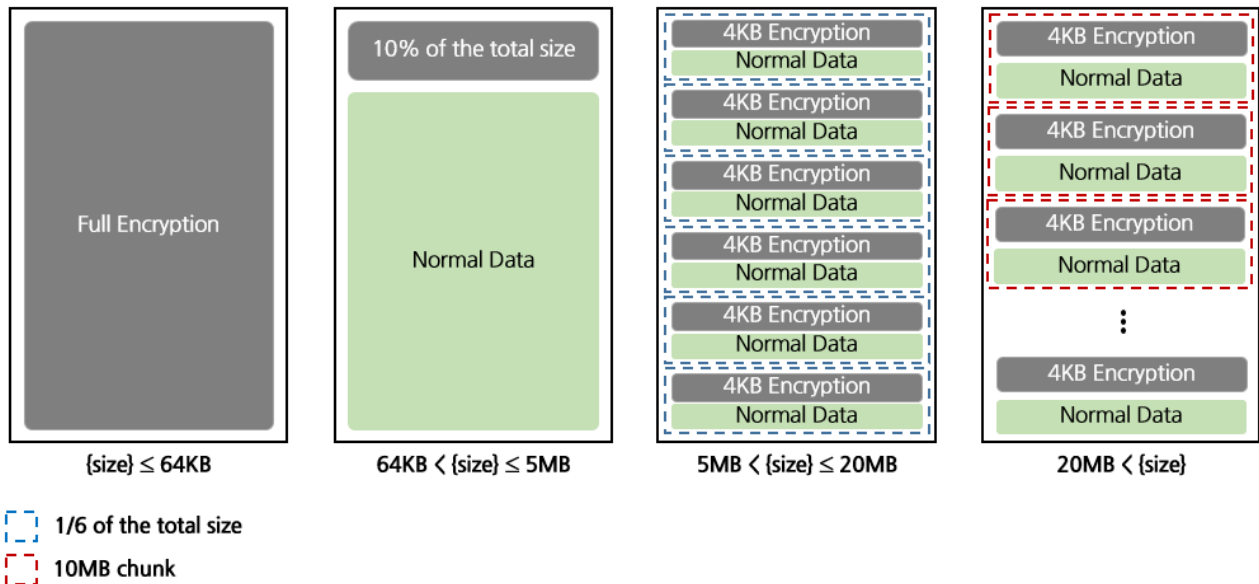 Full Encryption
{size} ≤ 64KB
10% of the total size
Normal Data
64KB < {size} ≤ 5MB
4KB Encryption
Normal Data
4KB Encryption
Normal Data
4KB Encryption
Normal Data
4KB Encryption
Normal Data
4KB Encryption
Normal Data
4KB Encryption
Normal Data
5MB < {size} ≤ 20MB
4KB Encryption
Normal Data
4KB Encryption
Normal Data
4KB Encryption
Normal Data
⋮
4KB Encryption
Normal Data
20MB < {size}
1/6 of the total size
10MB chunk